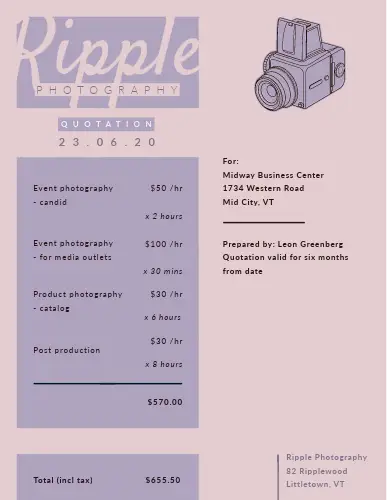 Ripple
PHOTOGRAPHY
QUOTATION
23.06.20
Event photography $50 /hr
- candid
x 2 hours
Event photography $100 /hr
- for media outlets
x 30 mins
Product photography $30 /hr
- catalog
x 6 hours
$30 /hr
Post production
x 8 hours
$570.00
Total (incl tax) $655.50
For:
Midway Business Center
1734 Western Road
Mid City, VT
Prepared by: Leon Greenberg
Quotation valid for six months
from date
Ripple Photography
82 Ripplewood
Littletown, VT